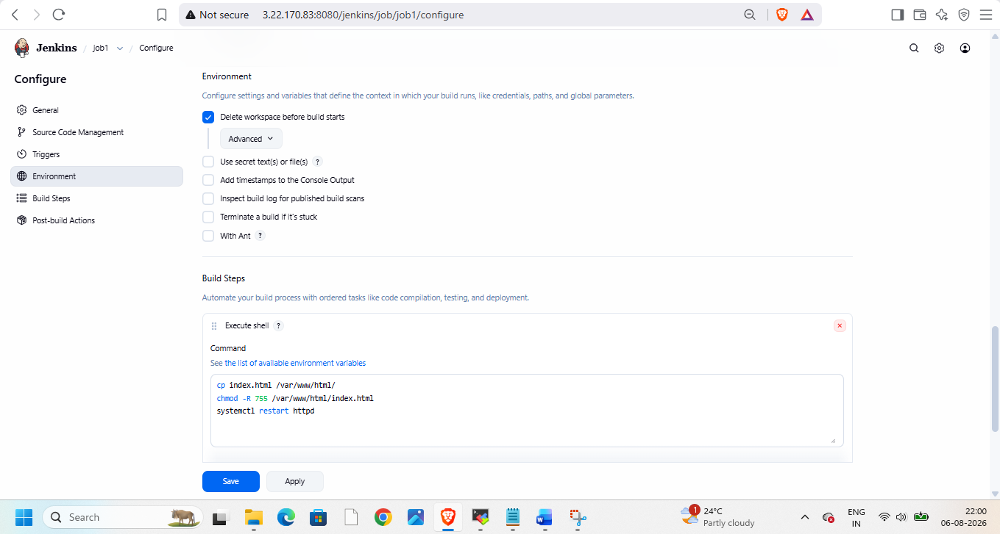 Not secure 3.22.170.83:8080/jenkins/job/job1/configure
Jenkins / job1 / Configure
Configure
General
Source Code Management
Triggers
Environment
Build Steps
Post-build Actions
Environment
Configure settings and variables that define the context in which your build runs, like credentials, paths, and global parameters.
Delete workspace before build starts
Advanced
Use secret text(s) or file(s) ?
Add timestamps to the Console Output
Inspect build log for published build scans
Terminate a build if it's stuck
With Ant ?
Build Steps
Automate your build process with ordered tasks like code compilation, testing, and deployment.
Execute shell ?
Command
See the list of available environment variables
cp index.html /var/www/html/
chmod -R 755 /var/www/html/index.html
systemctl restart httpd
Save Apply
Search
1
24°C
Partly cloudy
ENG
IN
22:00
06-08-2026